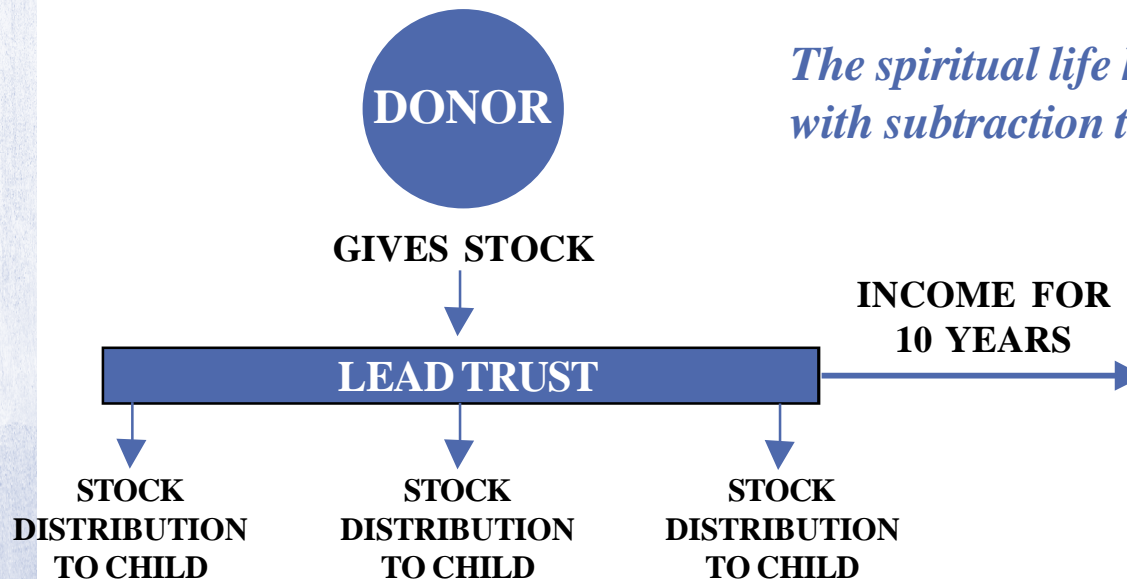 DONOR
The spiritual life
with subtraction
GIVES STOCK
INCOME FOR
10 YEARS
LEAD TRUST
STOCK
DISTRIBUTION
TO CHILD
STOCK
DISTRIBUTION
TO CHILD
STOCK
DISTRIBUTION
TO CHILD